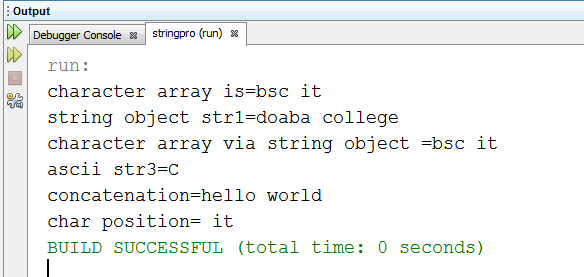 Output
Debugger Console
stringpro (run)
run:
character array is=bsc it
string object str1=doaba college
character array via string object =bsc it
ascii str3=C
concatenation=hello world
char position= it
BUILD SUCCESSFUL (total time: 0 seconds)